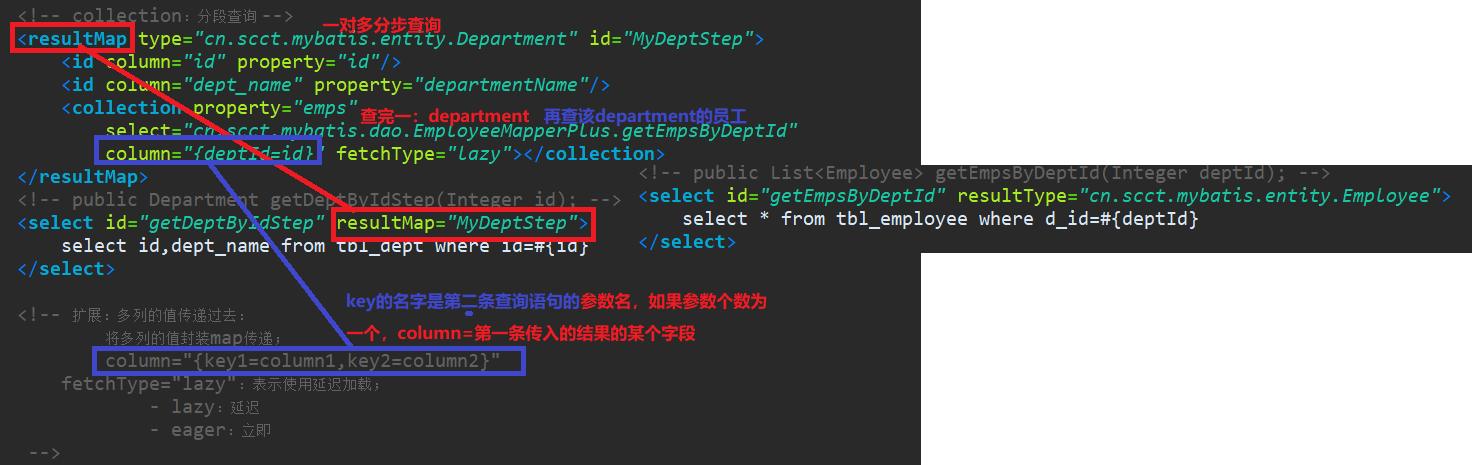 <!-- collection：分段查询 -->
一对多分步查询
<resultMap type="cn.scct.mybatis.entity.Department" id="MyDeptStep">
<id column="id" property="id"/>
<id column="dept_name" property="departmentName"/>
<collection property="emps"
查完一：department 再查该department的员工
select="cn.scct.mybatis.dao.EmployeeMapperPlus.getEmpsByDeptId"
column="{deptId=id}" fetchType="lazy"></collection>
</resultMap>
<!-- public Department getDeptByIdStep(Integer id); -->
<select id="getDeptByIdStep" resultMap="MyDeptStep">
select id,dept_name from tbl_dept where id=#{id}
</select>
<!-- public List<Employee> getEmpsByDeptId(Integer deptId); -->
<select id="getEmpsByDeptId" resultType="cn.scct.mybatis.entity.Employee">
select * from tbl_employee where d_id=#{deptId}
</select>
key的名字是第二条查询语句的参数名，如果参数个数为
一个，column=第一条传入的结果的某个字段
<!-- 扩展：多列的值传递过去：
将多列的值封装map传递；
column="{key1=column1,key2=column2}"
fetchType="lazy"：表示使用延迟加载；
- lazy：延迟
- eager：立即
-->